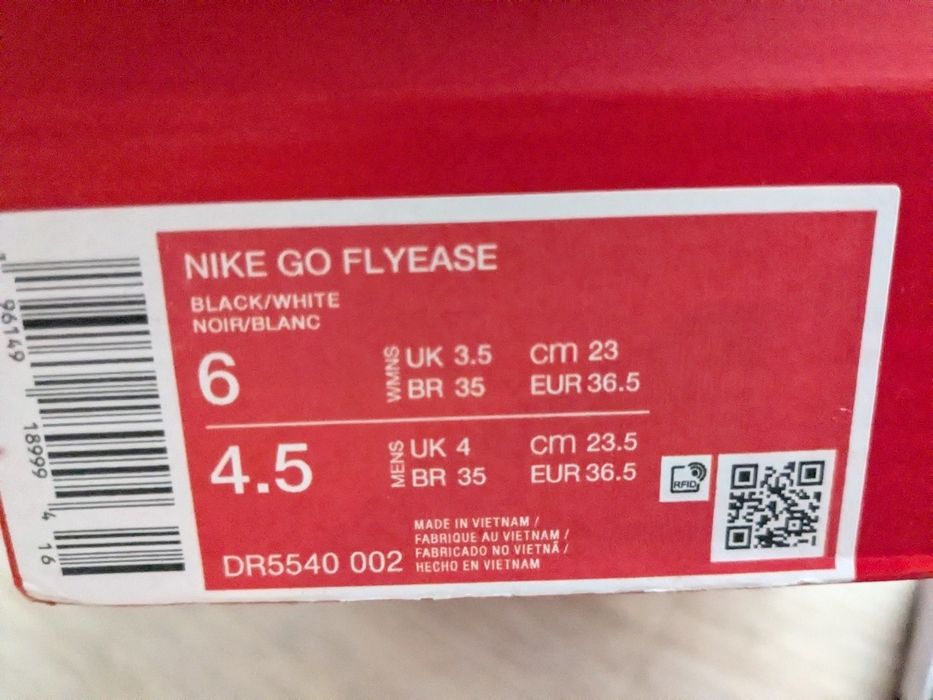 NIKE GO FLYEASE
BLACK/WHITE
NOIR/BLANC
6
WMNS
UK 3.5 cm 23
BR 35 EUR 36.5
4.5
MENS
UK 4 cm 23.5
BR 35 EUR 36.5
RFID
DR5540 002
MADE IN VIETNAM /
FABRIQUE AU VIETNAM /
FABRICADO NO VIETNÃ /
HECHO EN VIETNAM
96149 18999 4 16